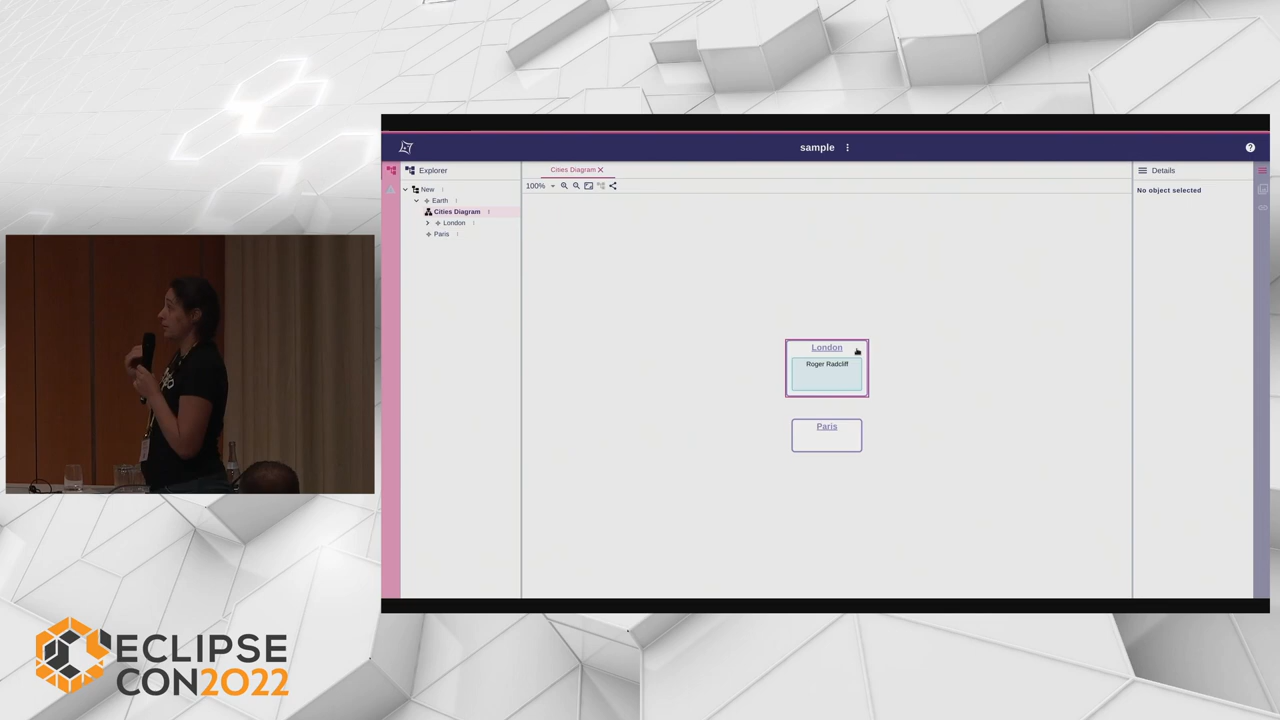 sample
Explorer
Cities Diagram
Details
100%
No object selected
New
Earth
Cities Diagram
London
Paris
London
Roger Radcliff
Paris
ECLIPSE
CON2022